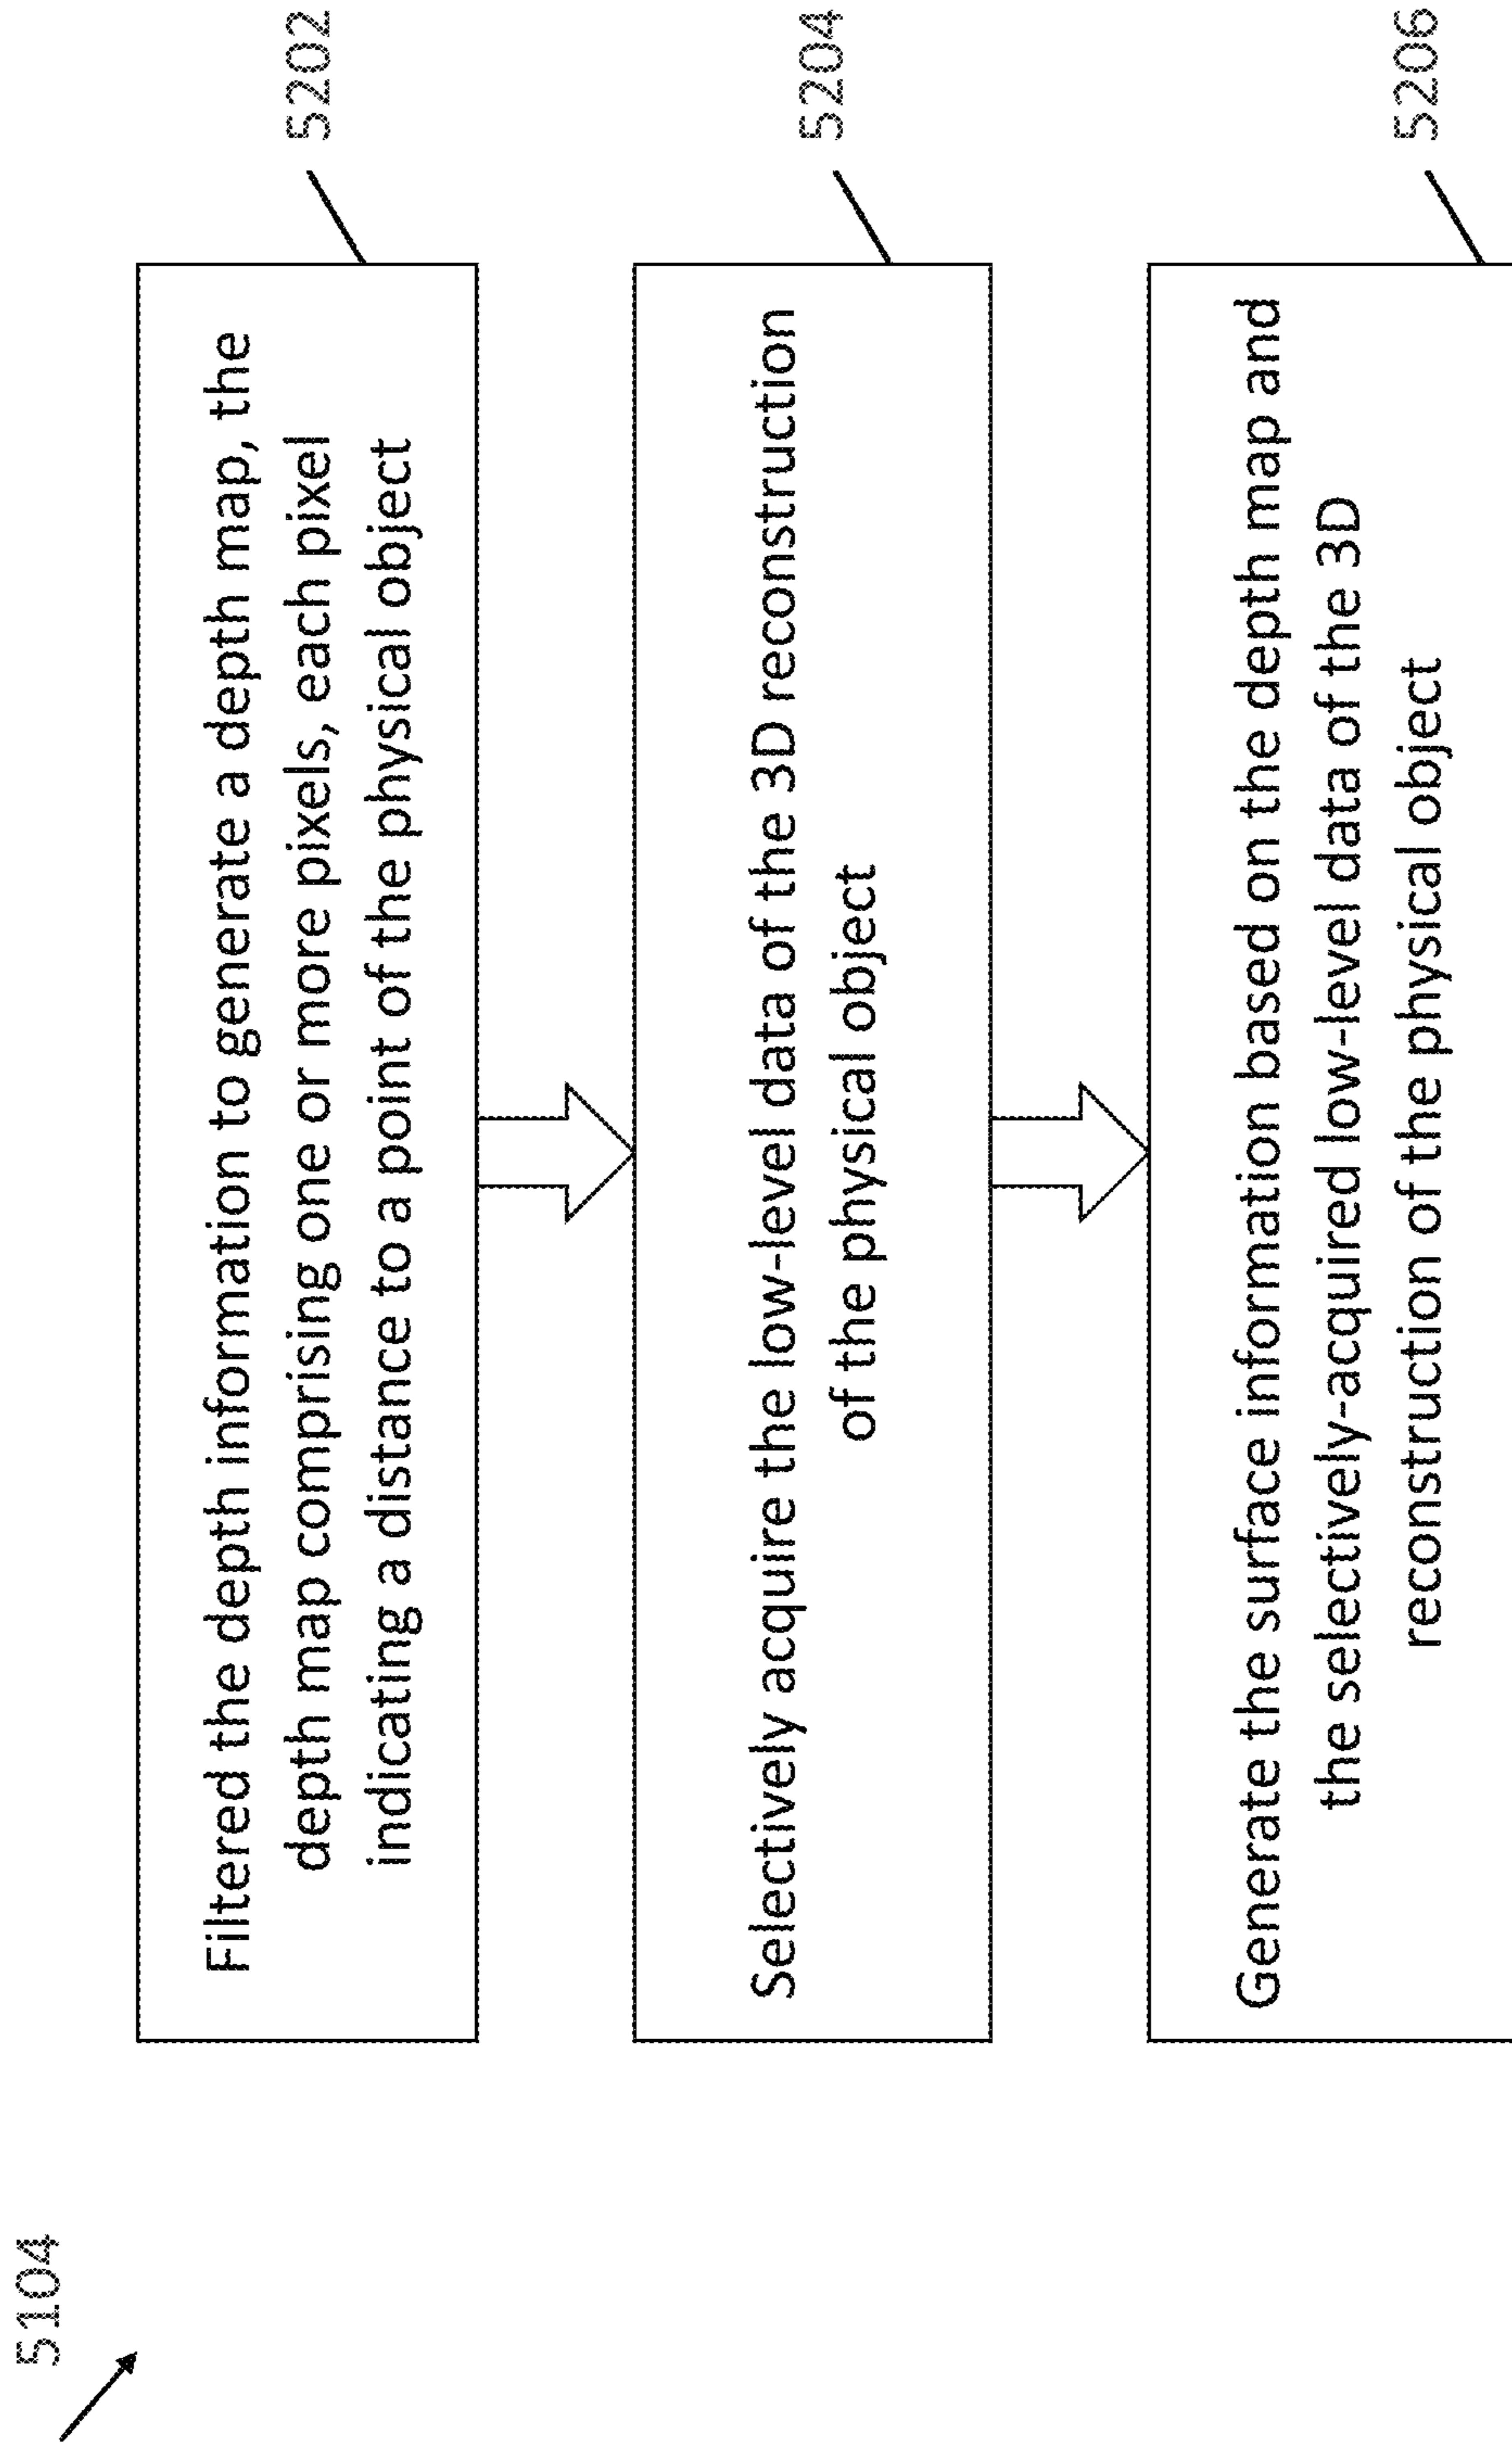 5104
Filtered the depth information to generate a depth map, the
depth map comprising one or more pixels, each pixel
indicating a distance to a point of the physical object
5202
Selectively acquire the low-level data of the 3D reconstruction
of the physical object
5204
Generate the surface information based on the depth map and
the selectively-acquired low-level data of the 3D
reconstruction of the physical object
5206